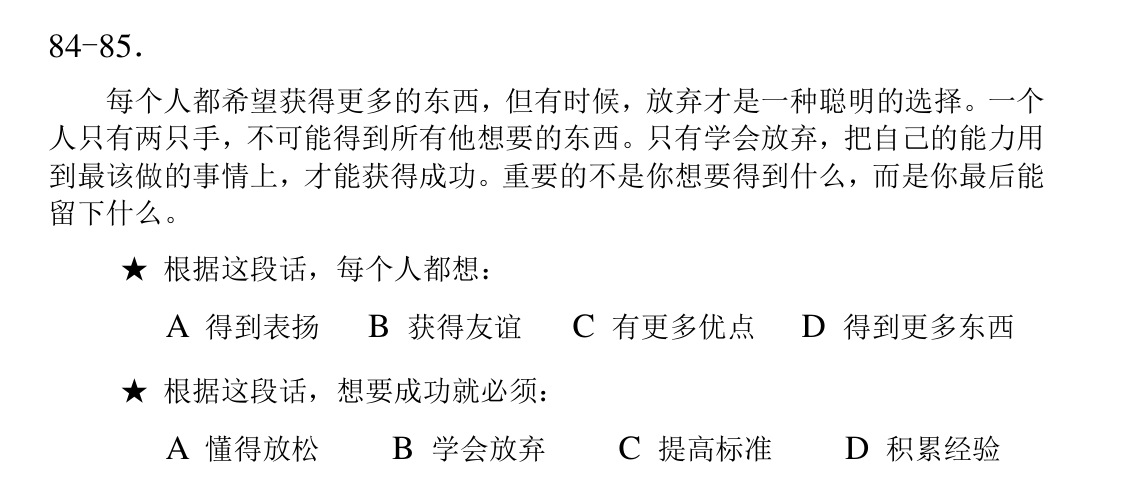 84-85.
每个人都希望获得更多的东西，但有时候，放弃才是一种聪明的选择。一个
人只有两只手，不可能得到所有他想要的东西。只有学会放弃，把自己的能力用
到最该做的事情上，才能获得成功。重要的不是你想要得到什么，而是你最后能
留下什么。
★ 根据这段话，每个人都想：
A 得到表扬 B 获得友谊 C 有更多优点 D 得到更多东西
★ 根据这段话，想要成功就必须：
A 懂得放松 B 学会放弃 C 提高标准 D 积累经验